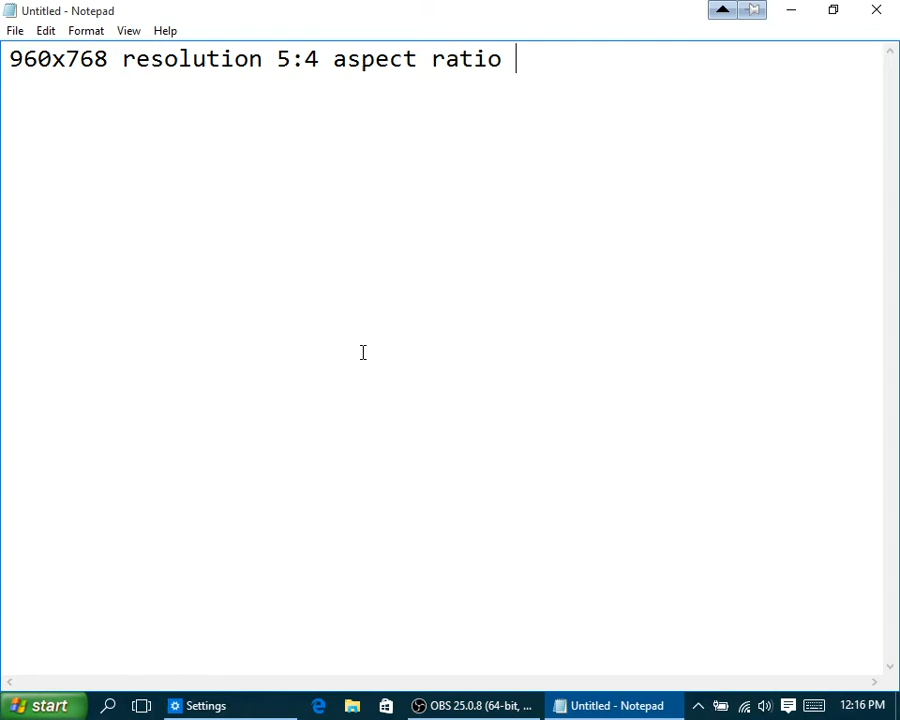 Untitled - Notepad
File Edit Format View Help
960x768 resolution 5:4 aspect ratio
start Settings OBS 25.0.8 (64-bit, ... Untitled - Notepad 12:16 PM